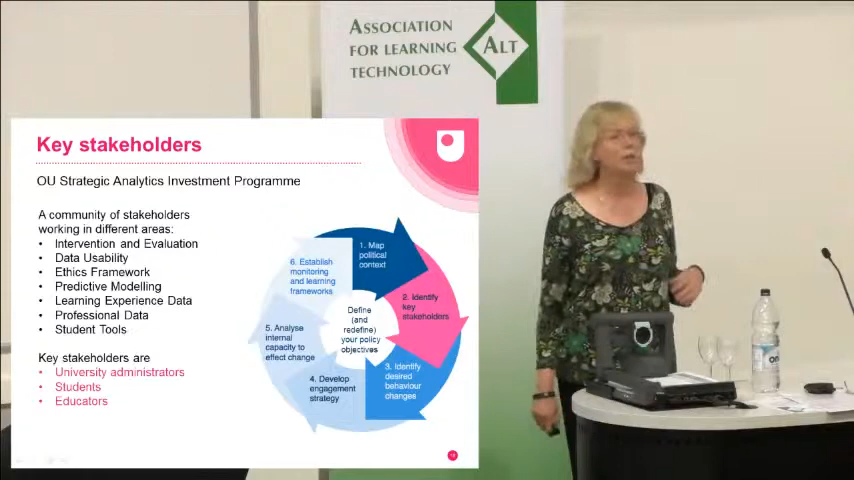 ASSOCIATION
FOR LEARNING
TECHNOLOGY
ALT
Key stakeholders
OU Strategic Analytics Investment Programme
A community of stakeholders
working in different areas:
• Intervention and Evaluation
• Data Usability
• Ethics Framework
• Predictive Modelling
• Learning Experience Data
• Professional Data
• Student Tools
Key stakeholders are
• University administrators
• Students
• Educators
1. Map
political
context
2. Identify
key
stakeholders
3. Identify
desired
behaviour
changes
4. Develop
engagement
strategy
5. Analyse
internal
capacity to
effect change
6. Establish
monitoring
and learning
frameworks
Define
(and
redefine)
your policy
objectives